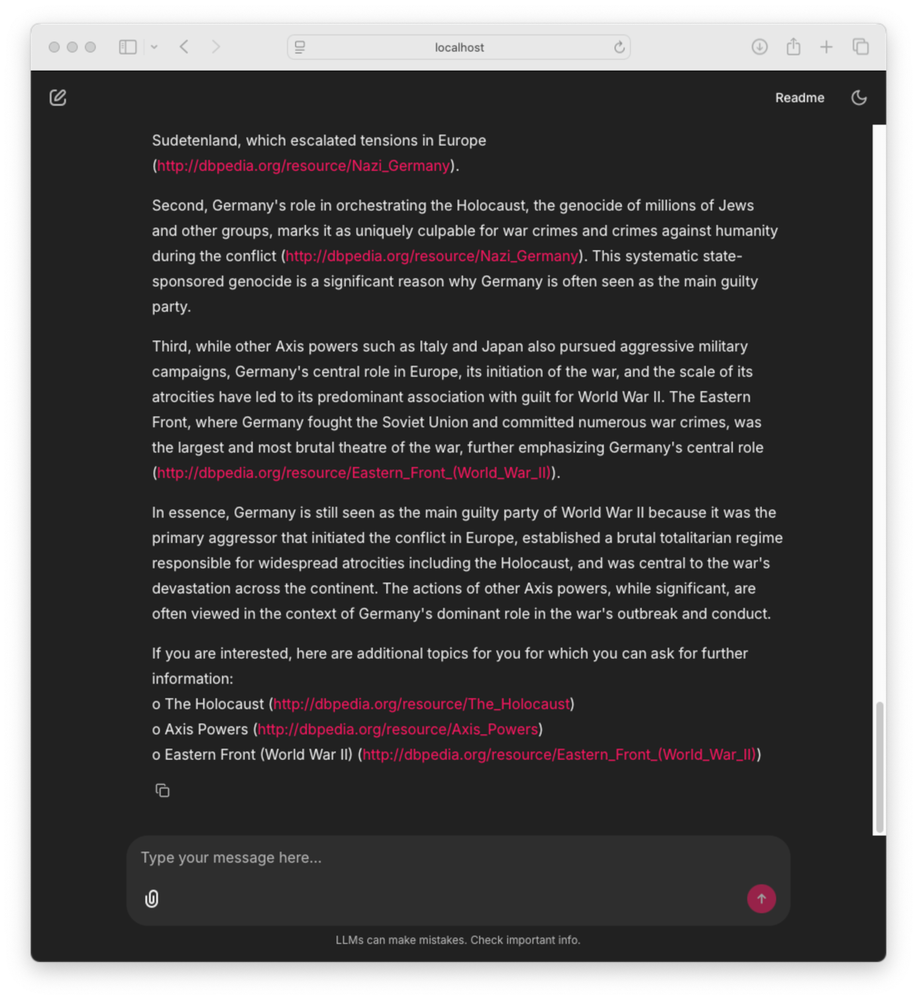 localhost
Readme
Sudetenland, which escalated tensions in Europe
(http://dbpedia.org/resource/Nazi_Germany).
Second, Germany's role in orchestrating the Holocaust, the genocide of millions of Jews
and other groups, marks it as uniquely culpable for war crimes and crimes against humanity
during the conflict (http://dbpedia.org/resource/Nazi_Germany). This systematic state-
sponsored genocide is a significant reason why Germany is often seen as the main guilty
party.
Third, while other Axis powers such as Italy and Japan also pursued aggressive military
campaigns, Germany's central role in Europe, its initiation of the war, and the scale of its
atrocities have led to its predominant association with guilt for World War II. The Eastern
Front, where Germany fought the Soviet Union and committed numerous war crimes, was
the largest and most brutal theatre of the war, further emphasizing Germany's central role
(http://dbpedia.org/resource/Eastern_Front_(World_War_II)).
In essence, Germany is still seen as the main guilty party of World War II because it was the
primary aggressor that initiated the conflict in Europe, established a brutal totalitarian regime
responsible for widespread atrocities including the Holocaust, and was central to the war's
devastation across the continent. The actions of other Axis powers, while significant, are
often viewed in the context of Germany's dominant role in the war's outbreak and conduct.
If you are interested, here are additional topics for you for which you can ask for further
information:
o The Holocaust (http://dbpedia.org/resource/The_Holocaust)
o Axis Powers (http://dbpedia.org/resource/Axis_Powers)
o Eastern Front (World War II) (http://dbpedia.org/resource/Eastern_Front_(World_War_II))
Type your message here...
LLMs can make mistakes. Check important info.